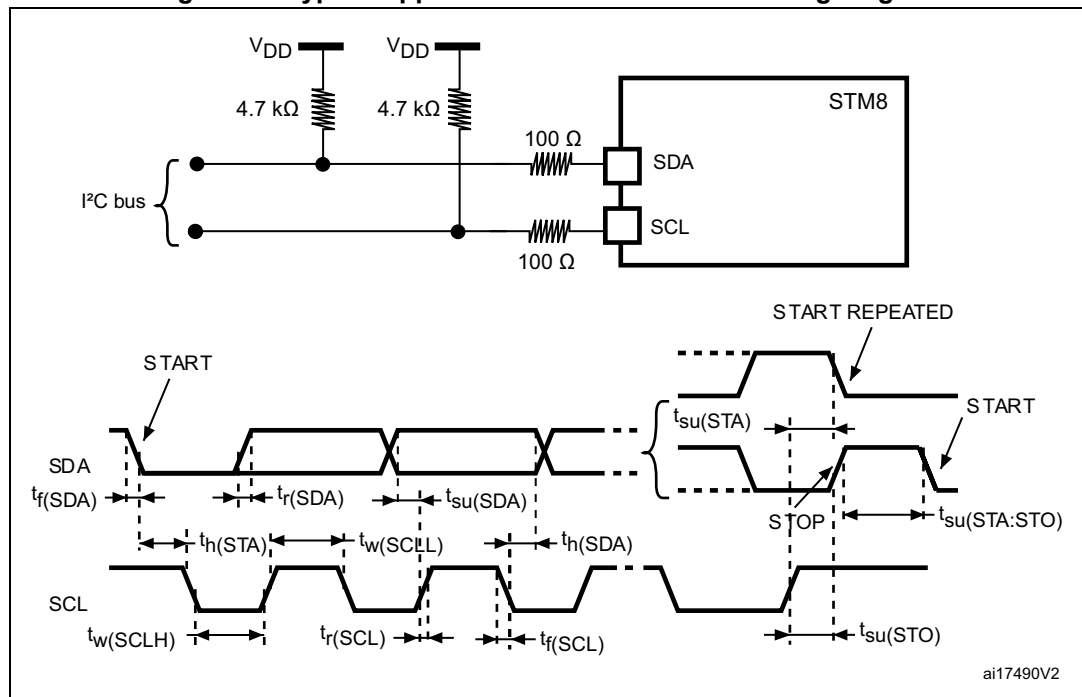 VDD VDD
4.7 kΩ 4.7 kΩ
STM8
100 Ω
SDA
I²C bus
SCL
100 Ω
START REPEATED
START
START
tsu(STA)
SDA
tf(SDA) tr(SDA) tsu(SDA)
STOP
tsu(STA:STO)
th(STA) tw(SCLL) th(SDA)
SCL
tw(SCLH) tr(SCL) tf(SCL) tsu(STO)
ai17490V2